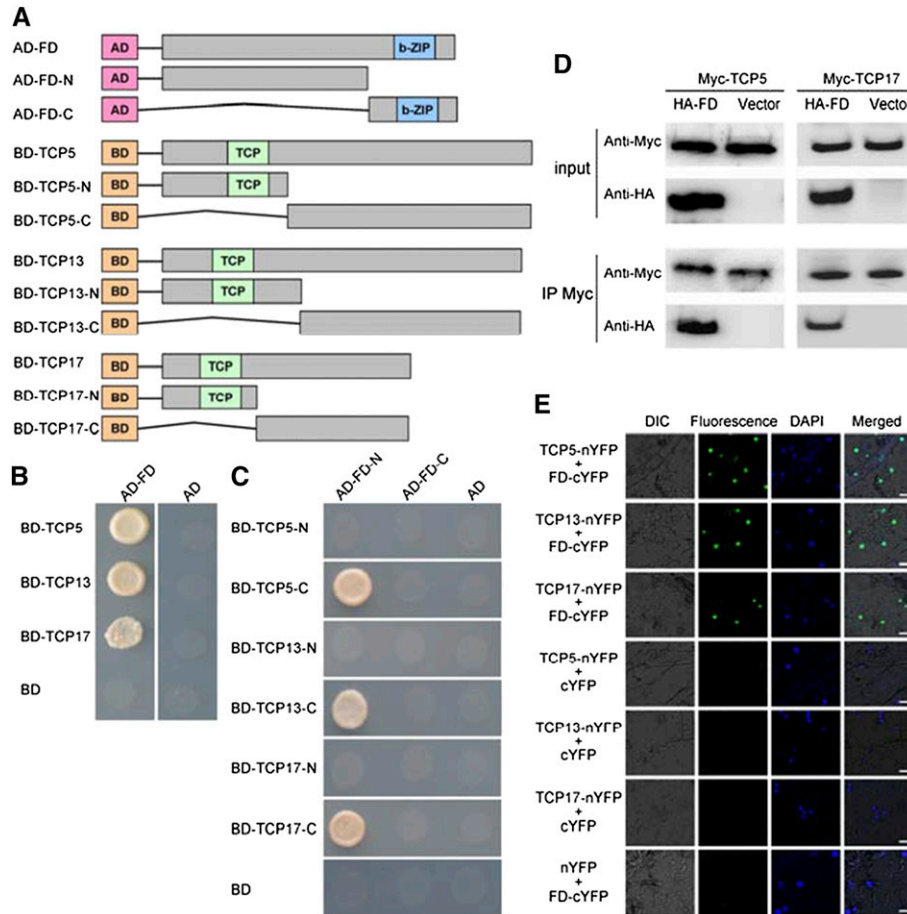 A
AD-FD
AD
b-ZIP
AD-FD-N
AD
AD-FD-C
AD
b-ZIP
BD-TCP5
BD
TCP
BD-TCP5-N
BD
TCP
BD-TCP5-C
BD
BD-TCP13
BD
TCP
BD-TCP13-N
BD
TCP
BD-TCP13-C
BD
BD-TCP17
BD
TCP
BD-TCP17-N
BD
TCP
BD-TCP17-C
BD
B
AD-FD
AD
BD-TCP5
BD-TCP13
BD-TCP17
BD
C
AD-FD-N
AD-FD-C
AD
BD-TCP5-N
BD-TCP5-C
BD-TCP13-N
BD-TCP13-C
BD-TCP17-N
BD-TCP17-C
BD
D
Myc-TCP5
Myc-TCP17
HA-FD
Vector
HA-FD
Vecto
input
Anti-Myc
Anti-HA
IP Myc
Anti-Myc
Anti-HA
E
DIC
Fluorescence
DAPI
Merged
TCP5-nYFP
+
FD-cYFP
TCP13-nYFP
+
FD-cYFP
TCP17-nYFP
+
FD-cYFP
TCP5-nYFP
+
cYFP
TCP13-nYFP
+
cYFP
TCP17-nYFP
+
cYFP
nYFP
+
FD-cYFP